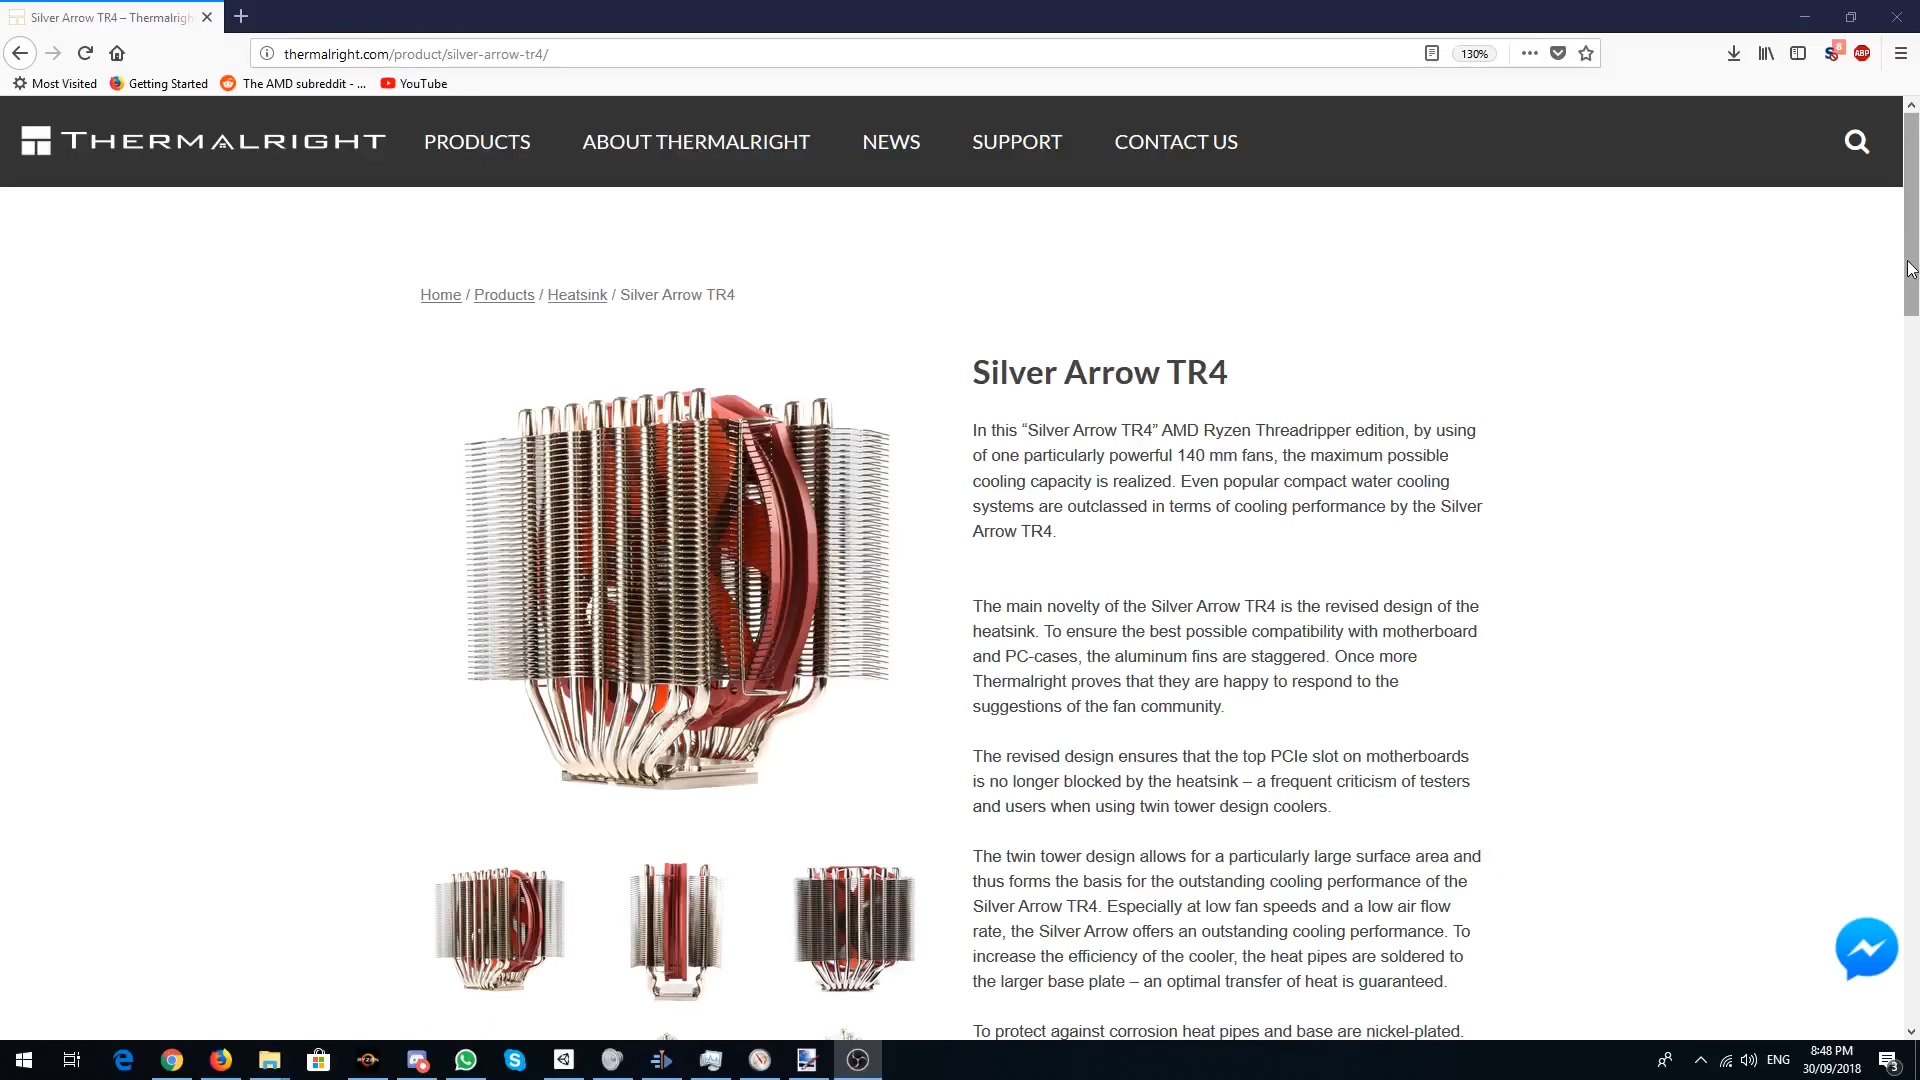 Silver Arrow TR4 – Thermalrigh
thermalright.com/product/silver-arrow-tr4/
130%
8
ABP
Most Visited
Getting Started
The AMD subreddit - ...
YouTube
THERMALRIGHT
PRODUCTS
ABOUT THERMALRIGHT
NEWS
SUPPORT
CONTACT US
Home / Products / Heatsink / Silver Arrow TR4
Silver Arrow TR4
In this “Silver Arrow TR4” AMD Ryzen Threadripper edition, by using
of one particularly powerful 140 mm fans, the maximum possible
cooling capacity is realized. Even popular compact water cooling
systems are outclassed in terms of cooling performance by the Silver
Arrow TR4.
The main novelty of the Silver Arrow TR4 is the revised design of the
heatsink. To ensure the best possible compatibility with motherboard
and PC-cases, the aluminum fins are staggered. Once more
Thermalright proves that they are happy to respond to the
suggestions of the fan community.
The revised design ensures that the top PCIe slot on motherboards
is no longer blocked by the heatsink – a frequent criticism of testers
and users when using twin tower design coolers.
The twin tower design allows for a particularly large surface area and
thus forms the basis for the outstanding cooling performance of the
Silver Arrow TR4. Especially at low fan speeds and a low air flow
rate, the Silver Arrow offers an outstanding cooling performance. To
increase the efficiency of the cooler, the heat pipes are soldered to
the larger base plate – an optimal transfer of heat is guaranteed.
To protect against corrosion heat pipes and base are nickel-plated.
RYZEN
ENG
8:48 PM
30/09/2018
3